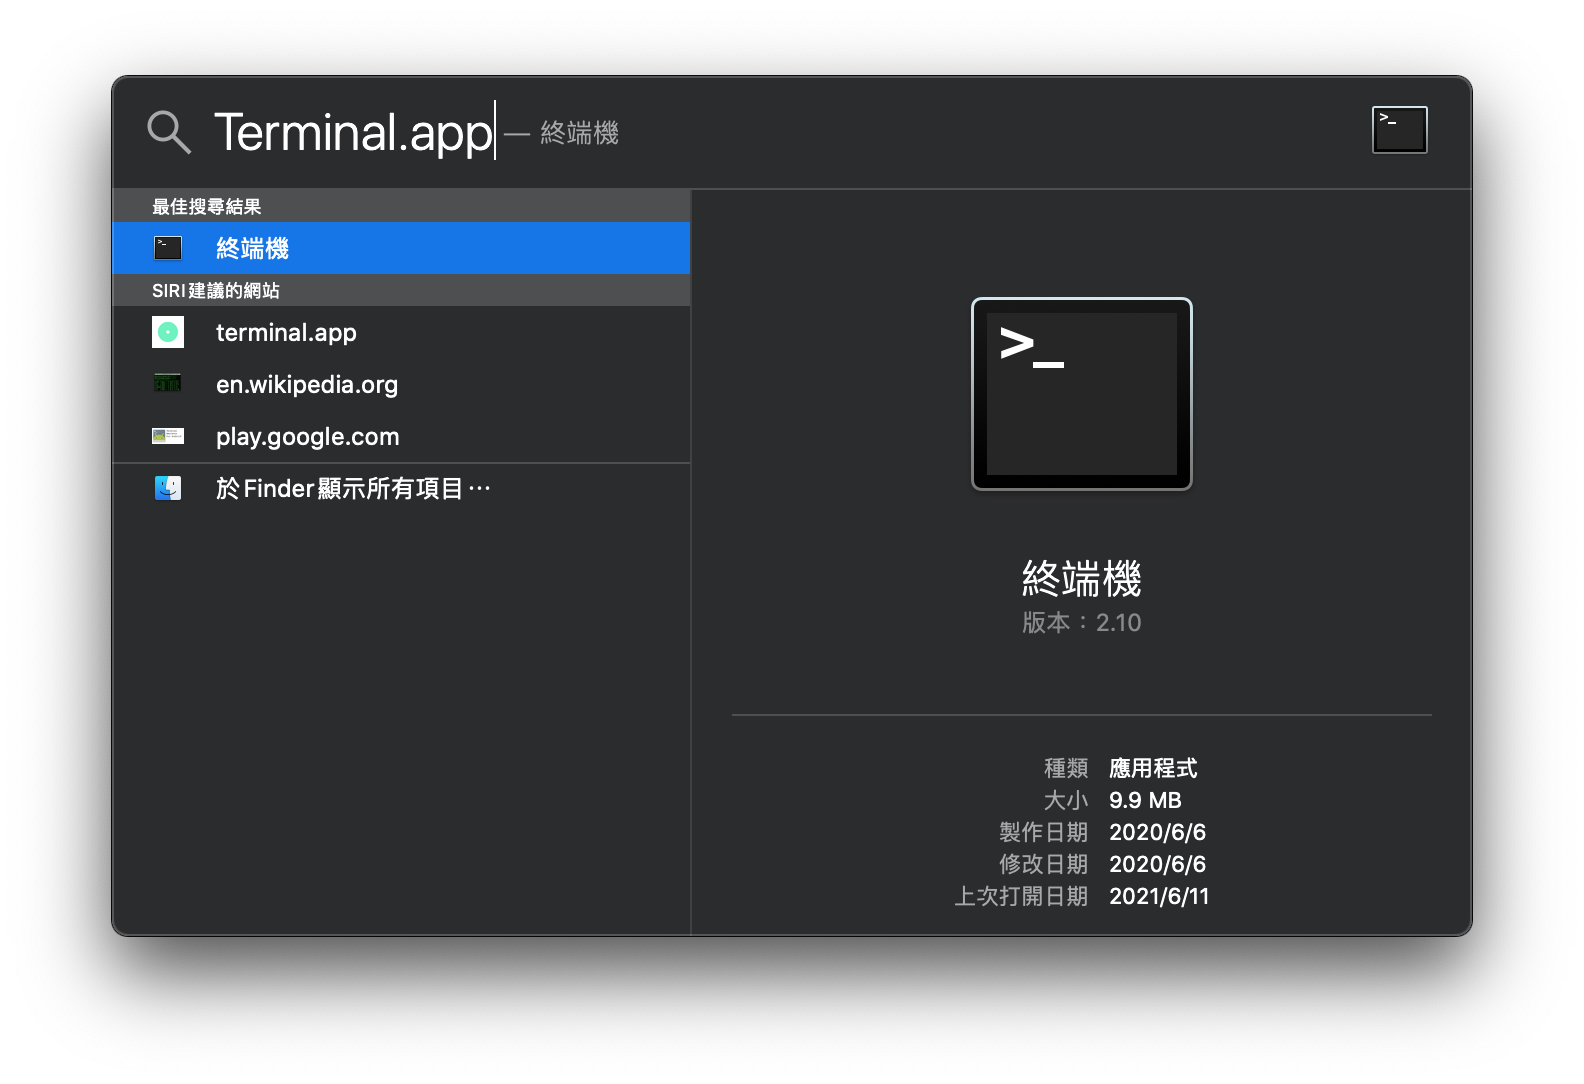 Terminal.app — 終端機
最佳搜尋結果
終端機
SIRI 建議的網站
terminal.app
en.wikipedia.org
play.google.com
於 Finder 顯示所有項目⋯
>_
終端機
版本：2.10
種類 應用程式
大小 9.9 MB
製作日期 2020/6/6
修改日期 2020/6/6
上次打開日期 2021/6/11